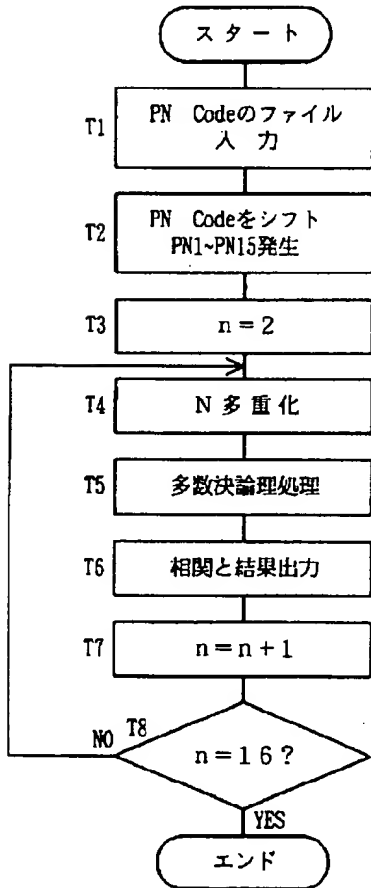 スタート
T1
PN Codeのファイル
入力
T2
PN Codeをシフト
PN1~PN15発生
T3
n=2
T4
N多重化
T5
多数決論理処理
T6
相関と結果出力
T7
n=n+1
T8
NO
n=16?
YES
エンド